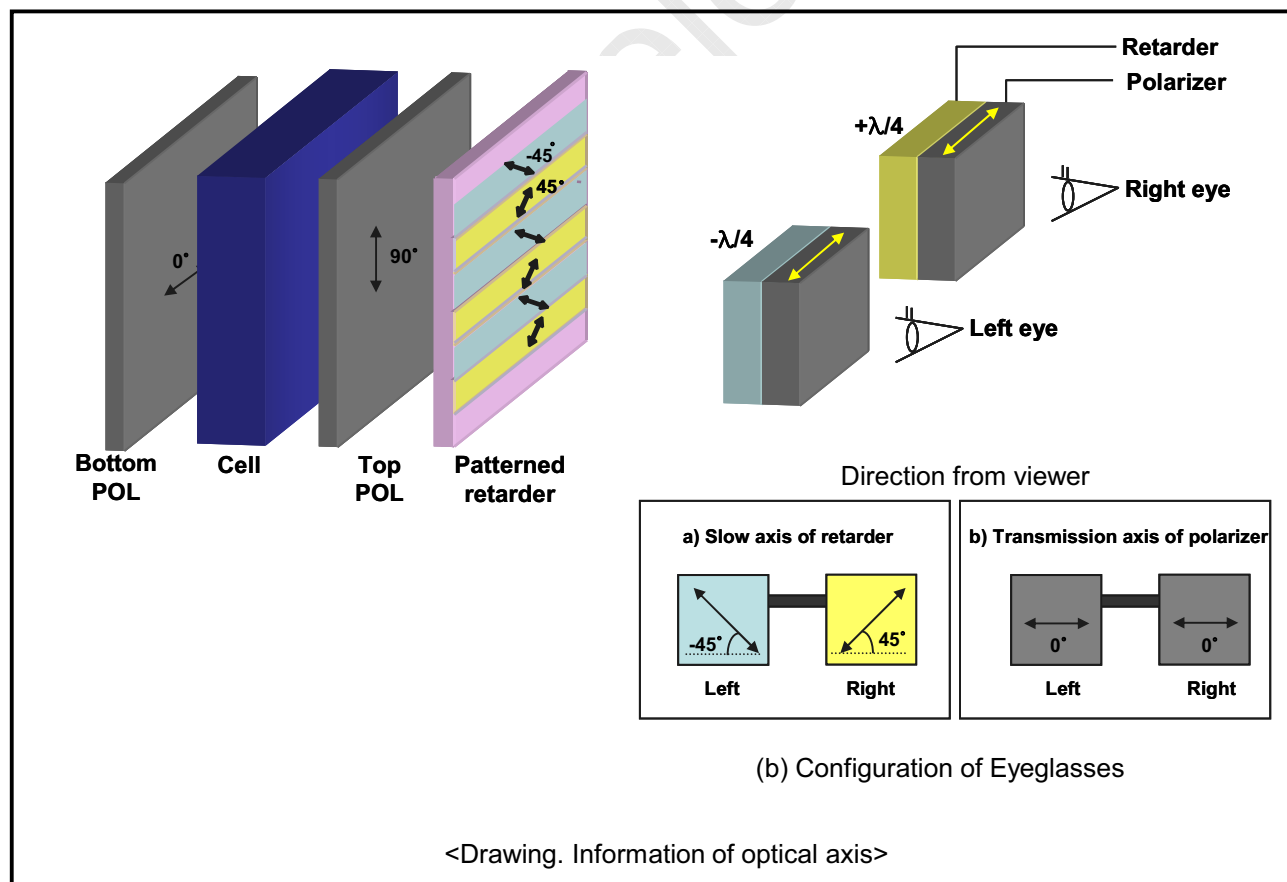 Retarder
Polarizer
+λ/4
Right eye
-λ/4
Left eye
-45°
45°
0°
90°
Bottom
POL
Cell
Top
POL
Patterned
retarder
Direction from viewer
a) Slow axis of retarder
-45°
45°
Left
Right
b) Transmission axis of polarizer
0°
0°
Left
Right
(b) Configuration of Eyeglasses
<Drawing. Information of optical axis>